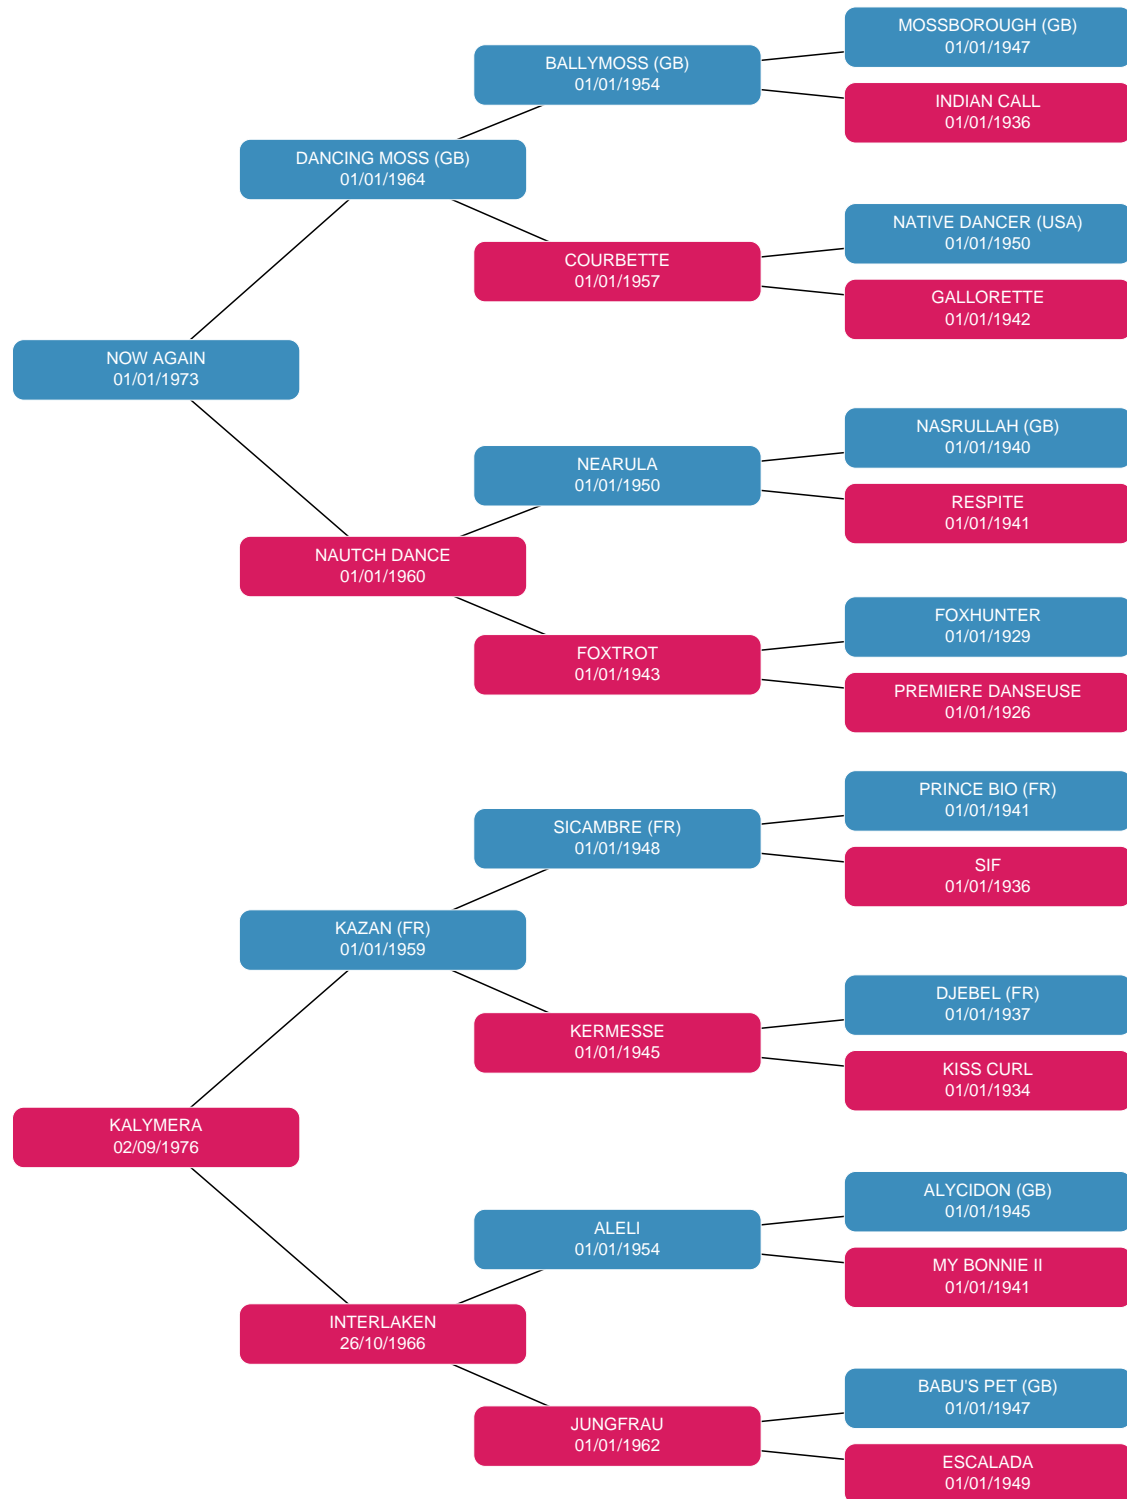 MOSSBOROUGH (GB)
01/01/1947
BALLYMOSS (GB)
01/01/1954
INDIAN CALL
01/01/1936
DANCING MOSS (GB)
01/01/1964
NATIVE DANCER (USA)
01/01/1950
COURBETTE
01/01/1957
GALLORETTE
01/01/1942
NOW AGAIN
01/01/1973
NASRULLAH (GB)
01/01/1940
NEARULA
01/01/1950
RESPITE
01/01/1941
NAUTCH DANCE
01/01/1960
FOXHUNTER
01/01/1929
FOXTROT
01/01/1943
PREMIERE DANSEUSE
01/01/1926
PRINCE BIO (FR)
01/01/1941
SICAMBRE (FR)
01/01/1948
SIF
01/01/1936
KAZAN (FR)
01/01/1959
DJEBEL (FR)
01/01/1937
KERMESSE
01/01/1945
KISS CURL
01/01/1934
KALYMERA
02/09/1976
ALYCIDON (GB)
01/01/1945
ALELI
01/01/1954
MY BONNIE II
01/01/1941
INTERLAKEN
26/10/1966
BABU'S PET (GB)
01/01/1947
JUNGFRAU
01/01/1962
ESCALADA
01/01/1949